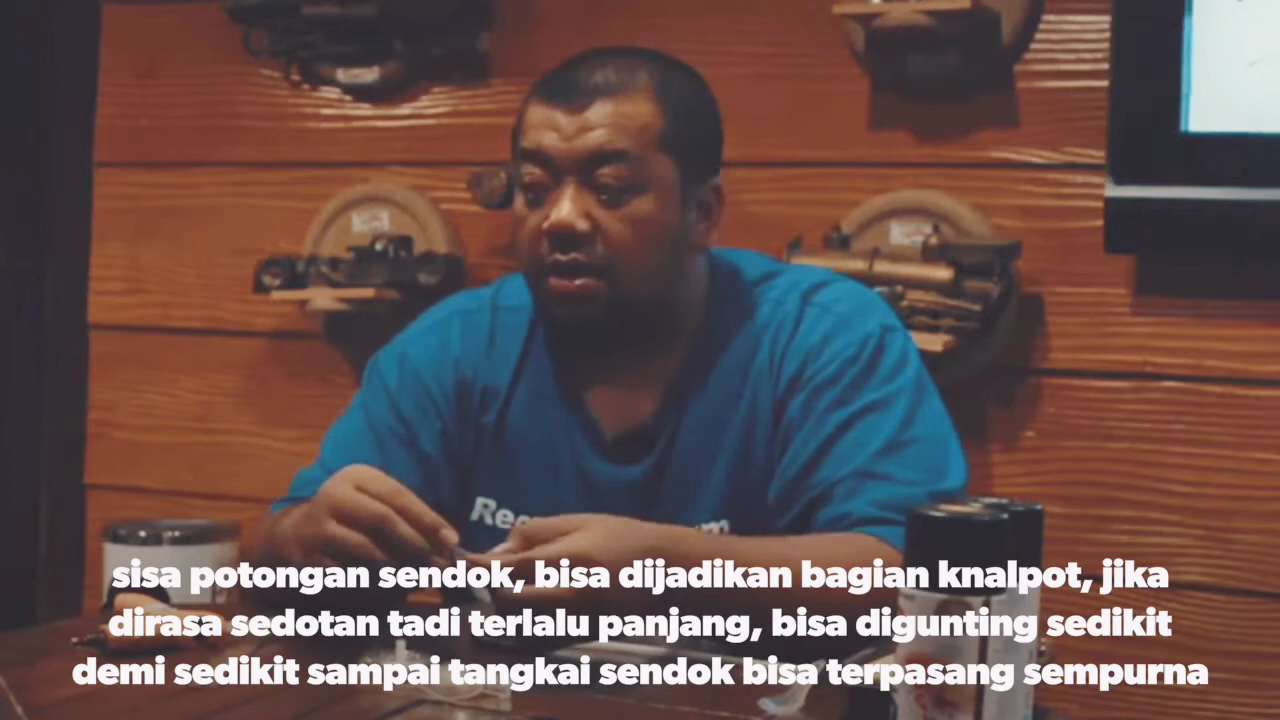 sisa potongan sendok, bisa dijadikan bagian knalpot, jika
dirasa sedotan tadi terlalu panjang, bisa digunting sedikit
demi sedikit sampai tangkai sendok bisa terpasang sempurna